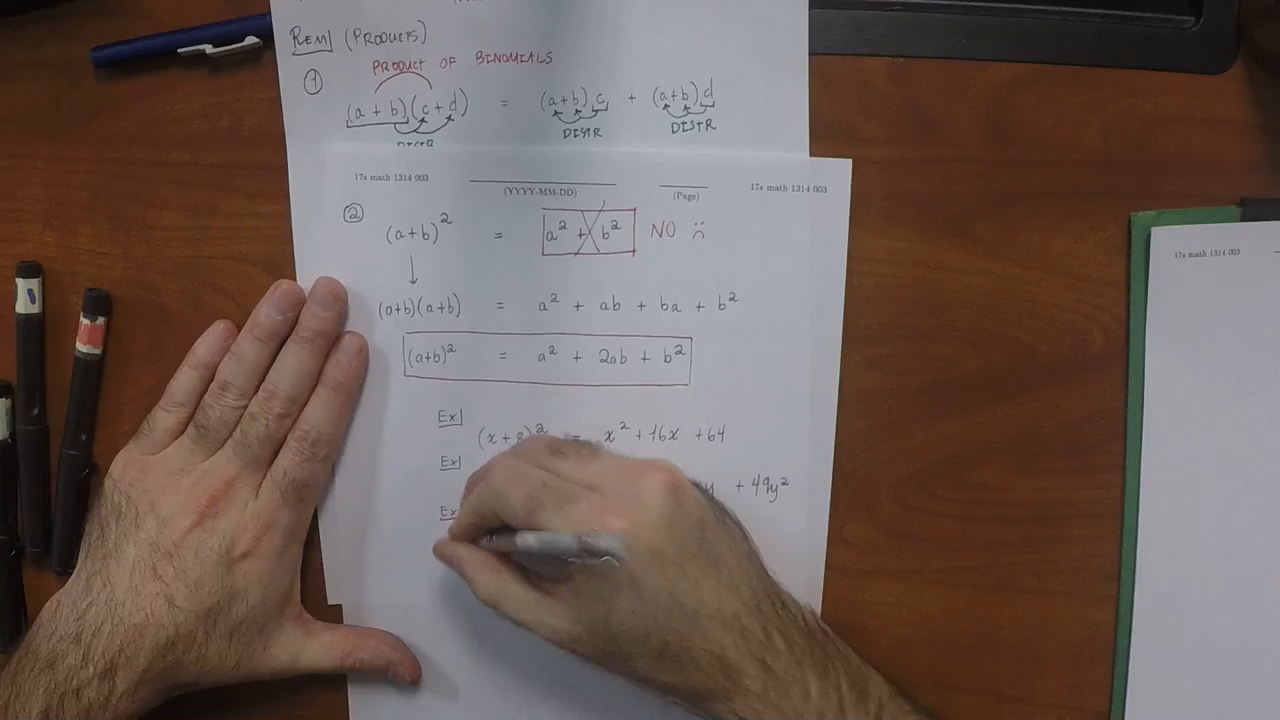 REM (PRODUCTS)
PRODUCT OF BINOMIALS
① (a + b)(c + d) = (a+b)c + (a+b)d
DISTR DISTR
17s math 1314 003 (YYYY-MM-DD) (Page) 17s math 1314 003
② (a+b)² = a² + b² NO ☹
↓
(a+b)(a+b) = a² + ab + ba + b²
(a+b)² = a² + 2ab + b²
Ex (x+8)² = x² + 16x + 64
Ex y + 49y²
Ex
17s math 1314 003